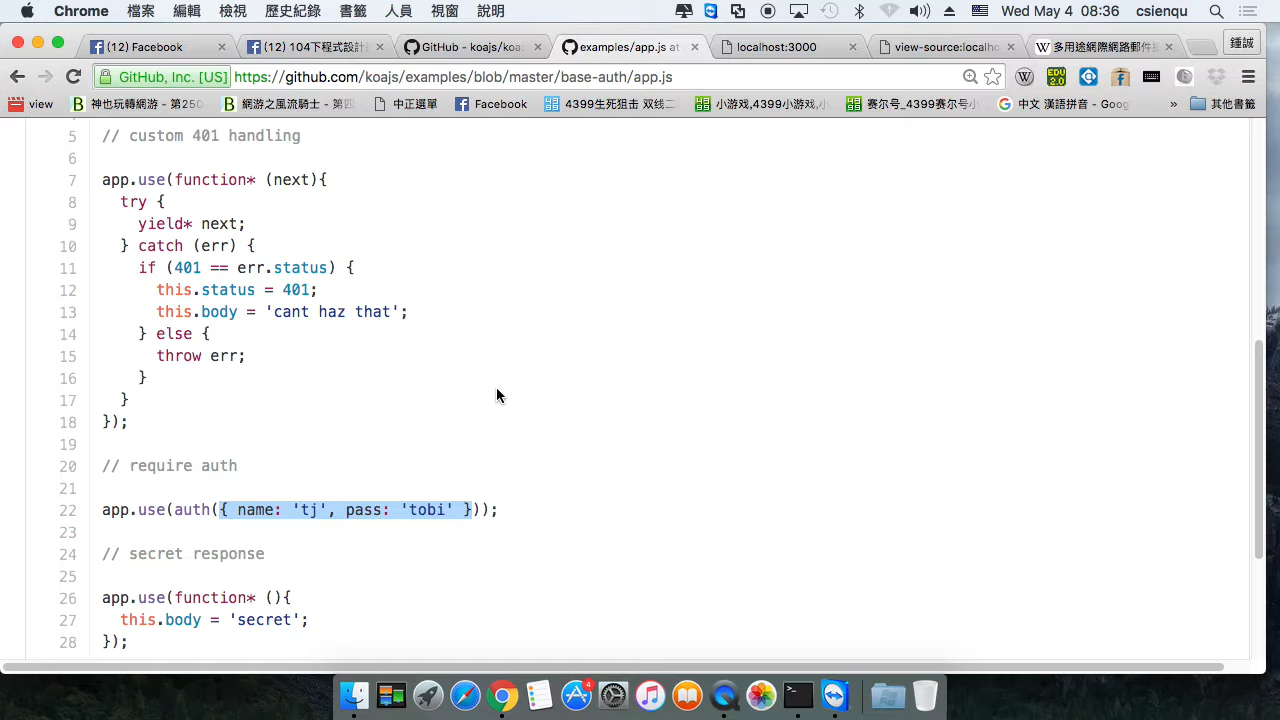 Chrome 檔案 編輯 檢視 歷史紀錄 書籤 人員 視窗 說明 Wed May 4 08:36 csienqu
(12) Facebook (12) 104下程式設計 GitHub - koajs/koa examples/app.js at localhost:3000 view-source:localho 多用途網際網路郵件擴 鍾誠
GitHub, Inc. [US] https://github.com/koajs/examples/blob/master/base-auth/app.js
view 神也玩轉網游 - 第250 網游之風流騎士 - 第四 中正選單 Facebook 4399生死狙击 双线二 小游戏,4399小游戏,小 赛尔号_4399赛尔号小 中文 漢語拼音 - Goog » 其他書籤
5 // custom 401 handling
6
7 app.use(function* (next){
8 try {
9 yield* next;
10 } catch (err) {
11 if (401 == err.status) {
12 this.status = 401;
13 this.body = 'cant haz that';
14 } else {
15 throw err;
16 }
17 }
18 });
19
20 // require auth
21
22 app.use(auth({ name: 'tj', pass: 'tobi' }));
23
24 // secret response
25
26 app.use(function* (){
27 this.body = 'secret';
28 });
4